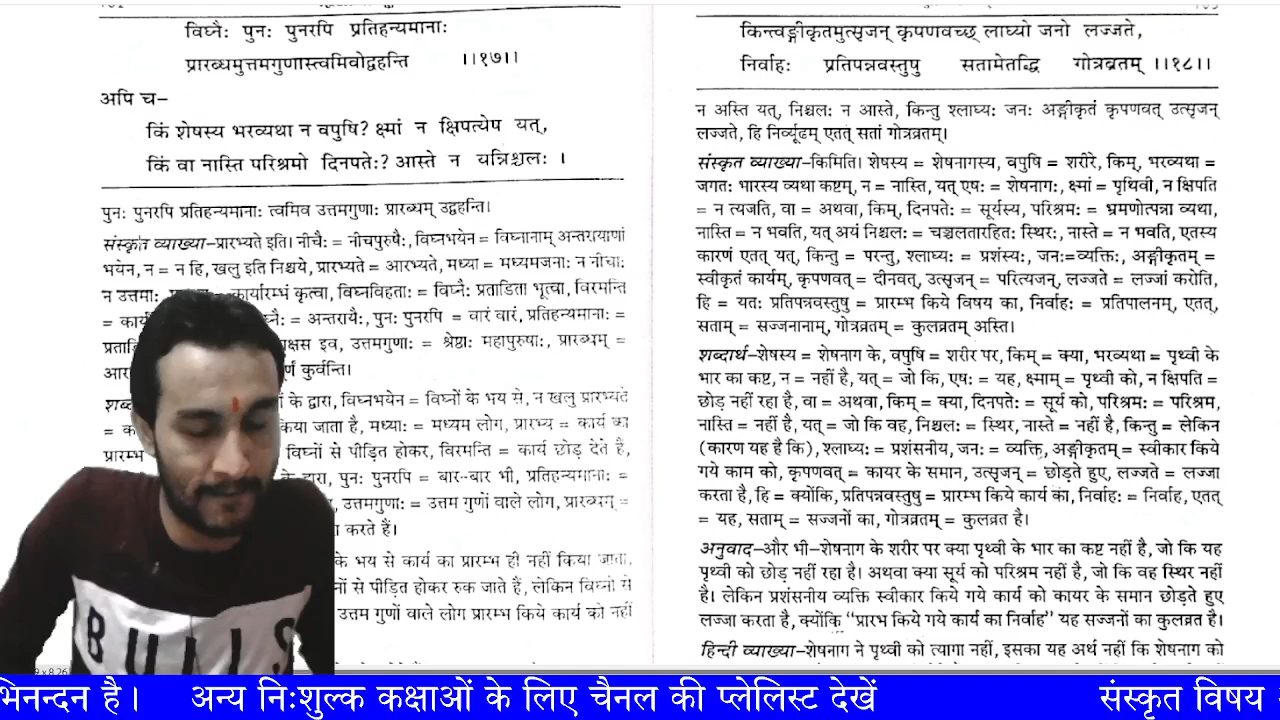 विघ्नैः पुनः पुनरपि प्रतिहन्यमानाः
प्रारब्धमुत्तमगुणास्त्वमिवोद्वहन्ति ।।१७।।
अपि च–
किं शेषस्य भरव्यथा न वपुषि? क्ष्मां न क्षिपत्येष यत्,
किं वा नास्ति परिश्रमो दिनपतेः? आस्ते न यन्निश्चलः ।
पुनः पुनरपि प्रतिहन्यमानाः त्वमिव उत्तमगुणाः प्रारब्धम् उद्वहन्ति।
संस्कृत व्याख्या–प्रारभ्यते इति। नीचैः = नीचपुरुषैः, विघ्नभयेन = विघ्नानाम् अन्तरायाणां
भयेन, न = न हि, खलु इति निश्चये, प्रारभ्यते = आरभ्यते, मध्या = मध्यमजनाः न नीचाः
न उत्तमाः कार्यारम्भं कृत्वा, विघ्नविहताः = विघ्नैः प्रताडिता भूत्वा, विरमन्ति
= अन्तरायैः, पुनः पुनरपि = वारं वारं, प्रतिहन्यमानाः =
इव, उत्तमगुणाः = श्रेष्ठाः महापुरुषाः, प्रारब्धम् =
कुर्वन्ति।
के द्वारा, विघ्नभयेन = विघ्नों के भय से, न खलु प्रारभ्यते
किया जाता है, मध्याः = मध्यम लोग, प्रारभ्य = कार्य का
प्रारम्भ विघ्नों से पीड़ित होकर, विरमन्ति = कार्य छोड़ देते है,
के द्वारा, पुनः पुनरपि = बार-बार भी, प्रतिहन्यमानाः =
उत्तमगुणाः = उत्तम गुणों वाले लोग, प्रारब्धम् =
करते हैं।
के भय से कार्य का प्रारम्भ ही नहीं किया जाता,
से पीड़ित होकर रुक जाते हैं, लेकिन विघ्नों से
उत्तम गुणों वाले लोग प्रारम्भ किये कार्य को नहीं
किन्त्वङ्गीकृतमुत्सृजन् कृपणवच्छ् लाघ्यो जनो लज्जते,
निर्वाहः प्रतिपन्नवस्तुषु सतामेतद्धि गोत्रव्रतम् ।।१८।।
न अस्ति यत्, निश्चलः न आस्ते, किन्तु श्लाघ्यः जनः अङ्गीकृतं कृपणवत् उत्सृजन्
लज्जते, हि निर्व्यूढम् एतत् सतां गोत्रव्रतम्।
संस्कृत व्याख्या–किमिति। शेषस्य = शेषनागस्य, वपुषि = शरीरे, किम्, भरव्यथा =
जगतः भारस्य व्यथा कष्टम्, न = नास्ति, यत् एषः = शेषनागः, क्ष्मां = पृथिवी, न क्षिपति
= न त्यजति, वा = अथवा, किम्, दिनपतेः = सूर्यस्य, परिश्रमः = भ्रमणोत्पन्ना व्यथा,
नास्ति = न भवति, यत् अयं निश्चलः = चञ्चलतारहितः स्थिरः, नास्ते = न भवति, एतस्य
कारणं एतत् यत्, किन्तु = परन्तु, श्लाघ्यः = प्रशंस्यः, जनः=व्यक्तिः, अङ्गीकृतम् =
स्वीकृतं कार्यम्, कृपणवत् = दीनवत्, उत्सृजन् = परित्यजन्, लज्जते = लज्जां करोति,
हि = यतः प्रतिपन्नवस्तुषु = प्रारम्भ किये विषय का, निर्वाहः = प्रतिपालनम्, एतत्,
सताम् = सज्जनानाम्, गोत्रव्रतम् = कुलव्रतम् अस्ति।
शब्दार्थ–शेषस्य = शेषनाग के, वपुषि = शरीर पर, किम् = क्या, भरव्यथा = पृथ्वी के
भार का कष्ट, न = नहीं है, यत् = जो कि, एषः = यह, क्ष्माम् = पृथ्वी को, न क्षिपति =
छोड़ नहीं रहा है, वा = अथवा, किम् = क्या, दिनपतेः = सूर्य को, परिश्रमः = परिश्रम,
नास्ति = नहीं है, यत् = जो कि वह, निश्चलः = स्थिर, नास्ते = नहीं है, किन्तु = लेकिन
(कारण यह है कि), श्लाघ्यः = प्रशंसनीय, जनः = व्यक्ति, अङ्गीकृतम् = स्वीकार किये
गये काम को, कृपणवत् = कायर के समान, उत्सृजन् = छोड़ते हुए, लज्जते = लज्जा
करता है, हि = क्योंकि, प्रतिपन्नवस्तुषु = प्रारम्भ किये कार्य का, निर्वाहः = निर्वाह, एतत्
= यह, सताम् = सज्जनों का, गोत्रव्रतम् = कुलव्रत है।
अनुवाद–और भी–शेषनाग के शरीर पर क्या पृथ्वी के भार का कष्ट नहीं है, जो कि यह
पृथ्वी को छोड़ नहीं रहा है। अथवा क्या सूर्य को परिश्रम नहीं है, जो कि वह स्थिर नहीं
है। लेकिन प्रशंसनीय व्यक्ति स्वीकार किये गये कार्य को कायर के समान छोड़ते हुए
लज्जा करता है, क्योंकि "प्रारभ किये गये कार्य का निर्वाह" यह सज्जनों का कुलव्रत है।
हिन्दी व्याख्या–शेषनाग ने पृथ्वी को त्यागा नहीं, इसका यह अर्थ नहीं कि शेषनाग को
BULLS
भिनन्दन है। अन्य निःशुल्क कक्षाओं के लिए चैनल की प्लेलिस्ट देखें संस्कृत विषय